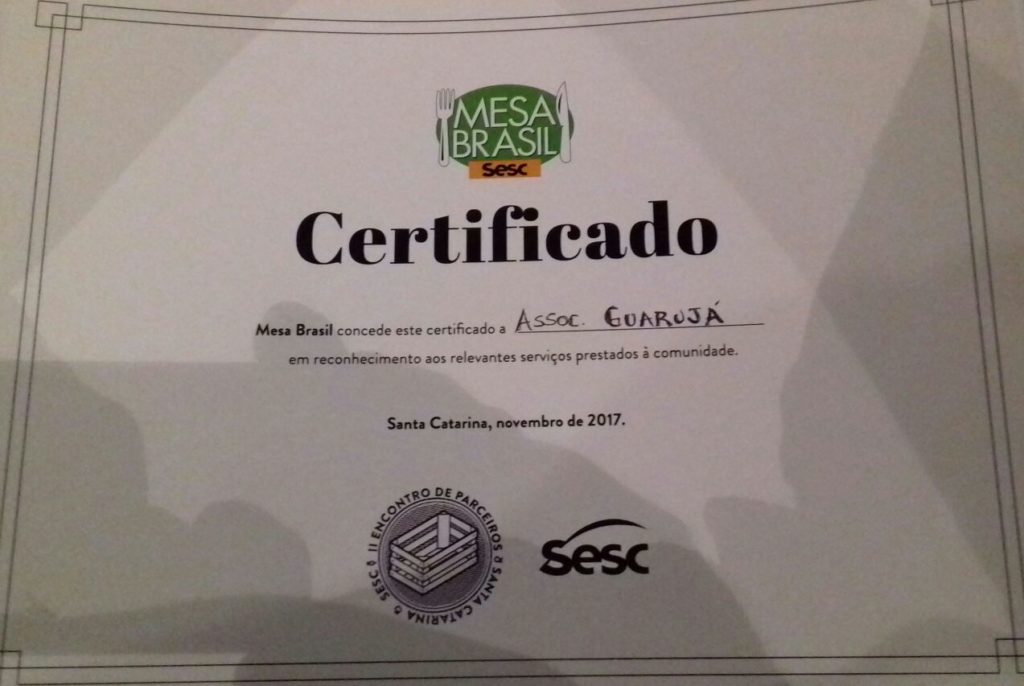 MESA
BRASIL
Sesc
Certificado
Mesa Brasil concede este certificado a Assoc. GUARUJÁ
em reconhecimento aos relevantes serviços prestados à comunidade.
Santa Catarina, novembro de 2017.
SESC II ENCONTRO DE PARCEIROS SANTA CATARINA
Sesc